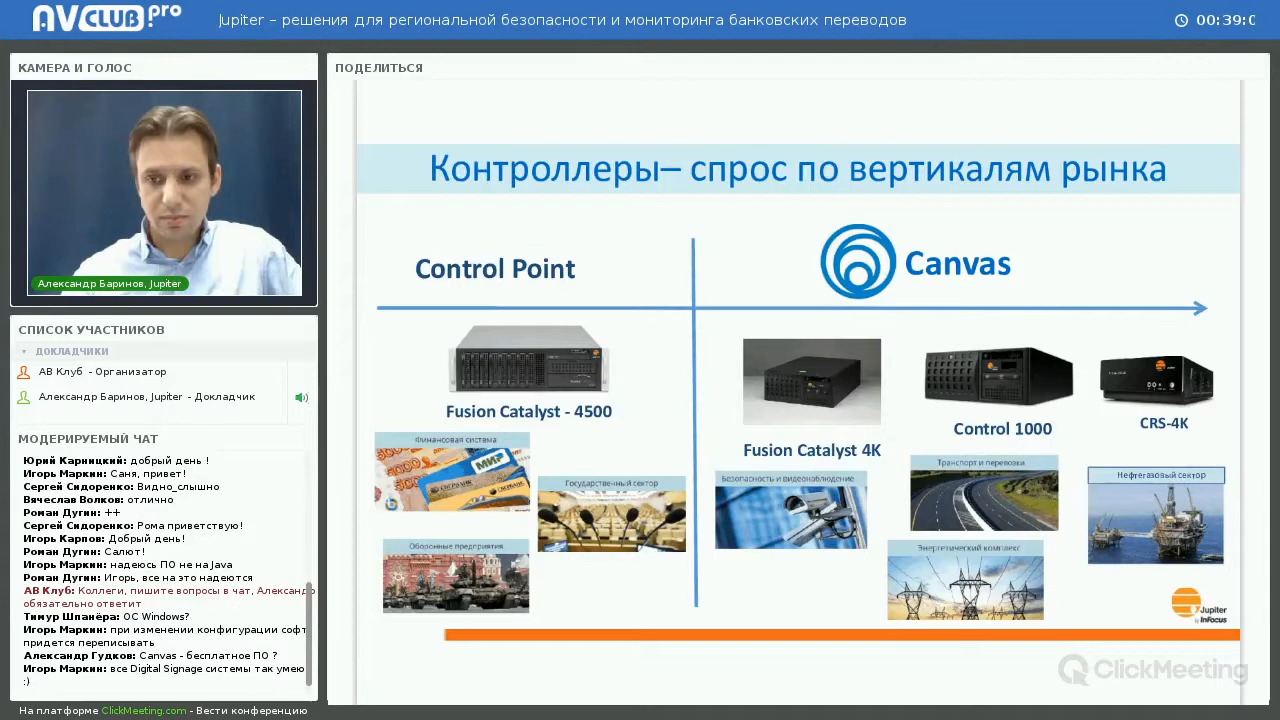 AVCLUB.pro
Jupiter – решения для региональной безопасности и мониторинга банковских переводов
00:39:0
КАМЕРА И ГОЛОС
Александр Баринов, Jupiter
СПИСОК УЧАСТНИКОВ
ДОКЛАДЧИКИ
АВ Клуб - Организатор
Александр Баринов, Jupiter - Докладчик
МОДЕРИРУЕМЫЙ ЧАТ
Юрий Карницкий: добрый день !
Игорь Маркин: Саня, привет!
Сергей Сидоренко: Видно_слышно
Вячеслав Волков: отлично
Роман Дугин: ++
Сергей Сидоренко: Рома приветствую!
Игорь Карпов: Добрый день!
Роман Дугин: Салют!
Игорь Маркин: надеюсь ПО не на Java
Роман Дугин: Игорь, все на это надеются
АВ Клуб: Коллеги, пишите вопросы в чат, Александр
обязательно ответит
Тимур Шпанёра: ОС Windows?
Игорь Маркин: при изменении конфигурации софт
придется переписывать
Александр Гудков: Canvas - бесплатное ПО ?
Игорь Маркин: все Digital Signage системы так умею
:)
На платформе ClickMeeting.com - Вести конференцию
ПОДЕЛИТЬСЯ
Контроллеры– спрос по вертикалям рынка
Control Point
Canvas
Fusion Catalyst - 4500
Fusion Catalyst 4K
Control 1000
CRS-4K
Финансовая система
МИР
СБЕРБАНК
Государственный сектор
Оборонные предприятия
Безопасность и видеонаблюдение
Транспорт и перевозки
Энергетический комплекс
Нефтегазовый сектор
Jupiter
by InFocus
ClickMeeting